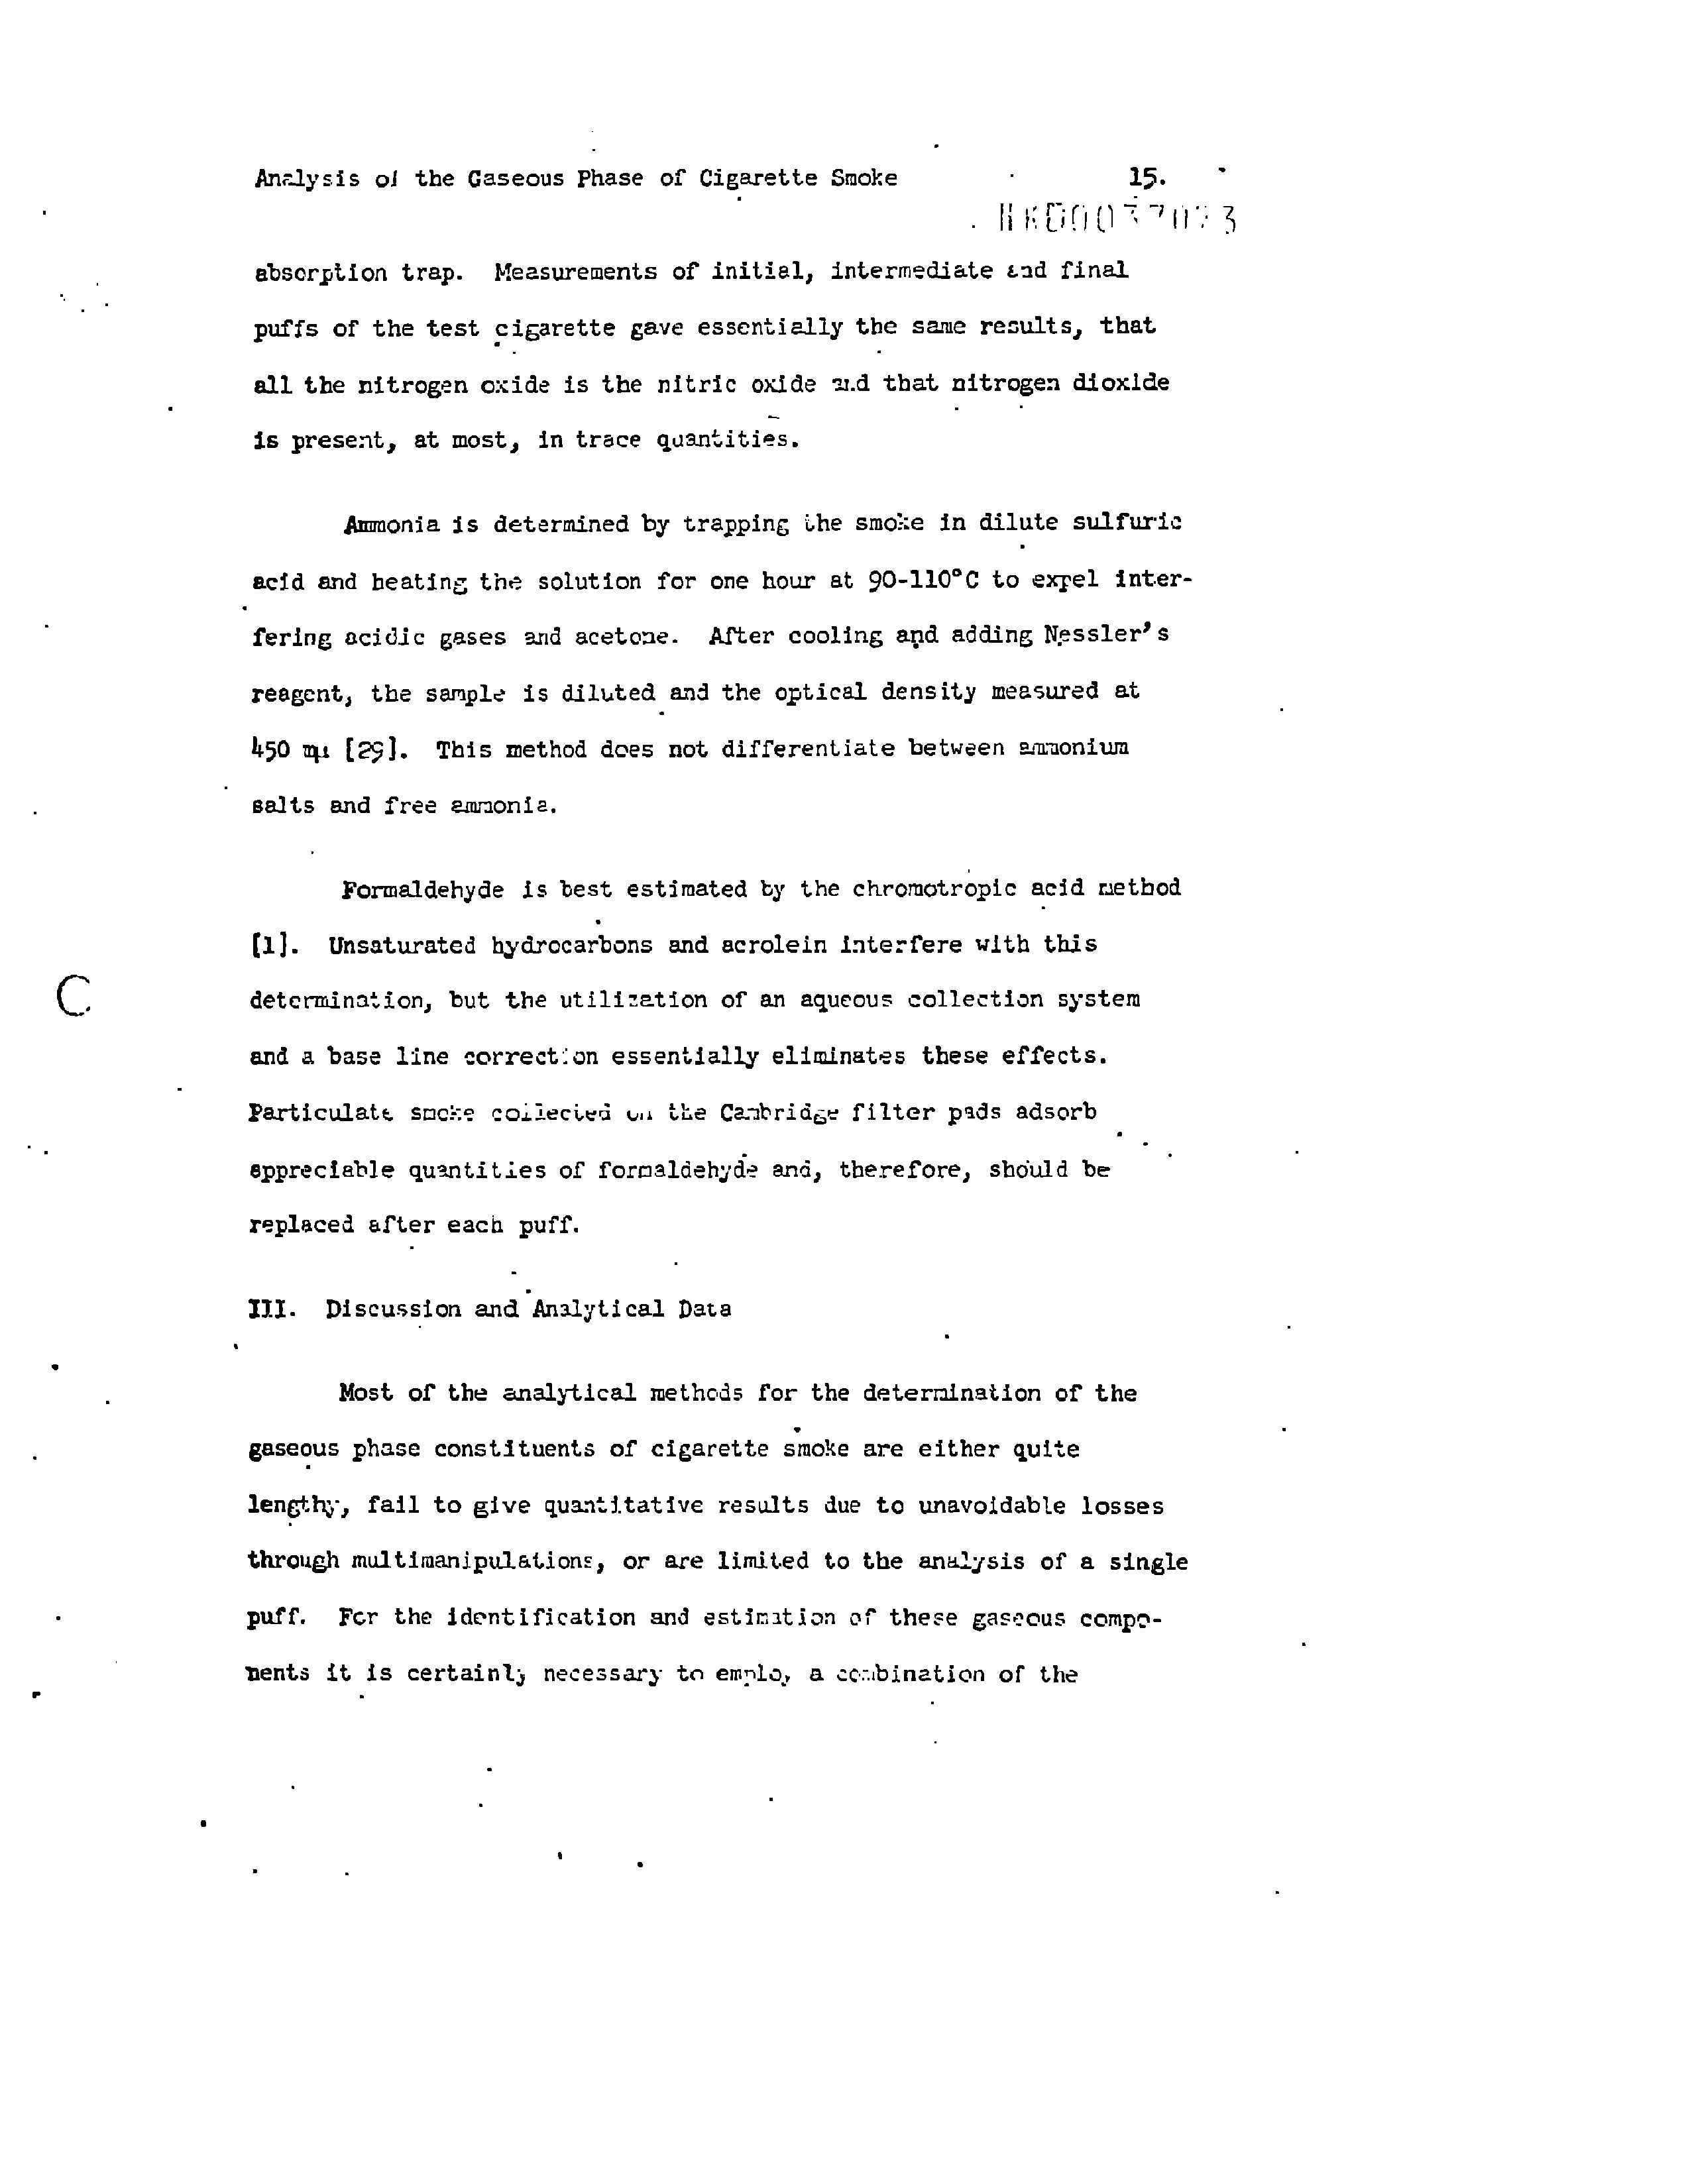 Analysis of the Gaseous Phase of Cigarette Smoke 15.
absorption trap. Measurements of initial, intermediate and final
puffs of the test cigarette gave essentially the same results, that
all the nitrogen oxide is the nitric oxide and that nitrogen dioxide
is present, at most, in trace quantities.
Ammonia is determined by trapping the smoke in dilute sulfuric
acid and heating the solution for one hour at 90-110°C to expel inter-
fering acidic gases and acetone. After cooling and adding Nessler's
reagent, the sample is diluted and the optical density measured at
450 mµ [29]. This method does not differentiate between ammonium
salts and free ammonia.
Formaldehyde is best estimated by the chromotropic acid method
[1]. Unsaturated hydrocarbons and acrolein interfere with this
determination, but the utilization of an aqueous collection system
and a base line correction essentially eliminates these effects.
Particulate smoke collected on the Cambridge filter pads adsorb
appreciable quantities of formaldehyde and, therefore, should be
replaced after each puff.
III. Discussion and Analytical Data
Most of the analytical methods for the determination of the
gaseous phase constituents of cigarette smoke are either quite
lengthy, fail to give quantitative results due to unavoidable losses
through multimanipulations, or are limited to the analysis of a single
puff. For the identification and estimation of these gaseous compo-
nents it is certainly necessary to employ a combination of the